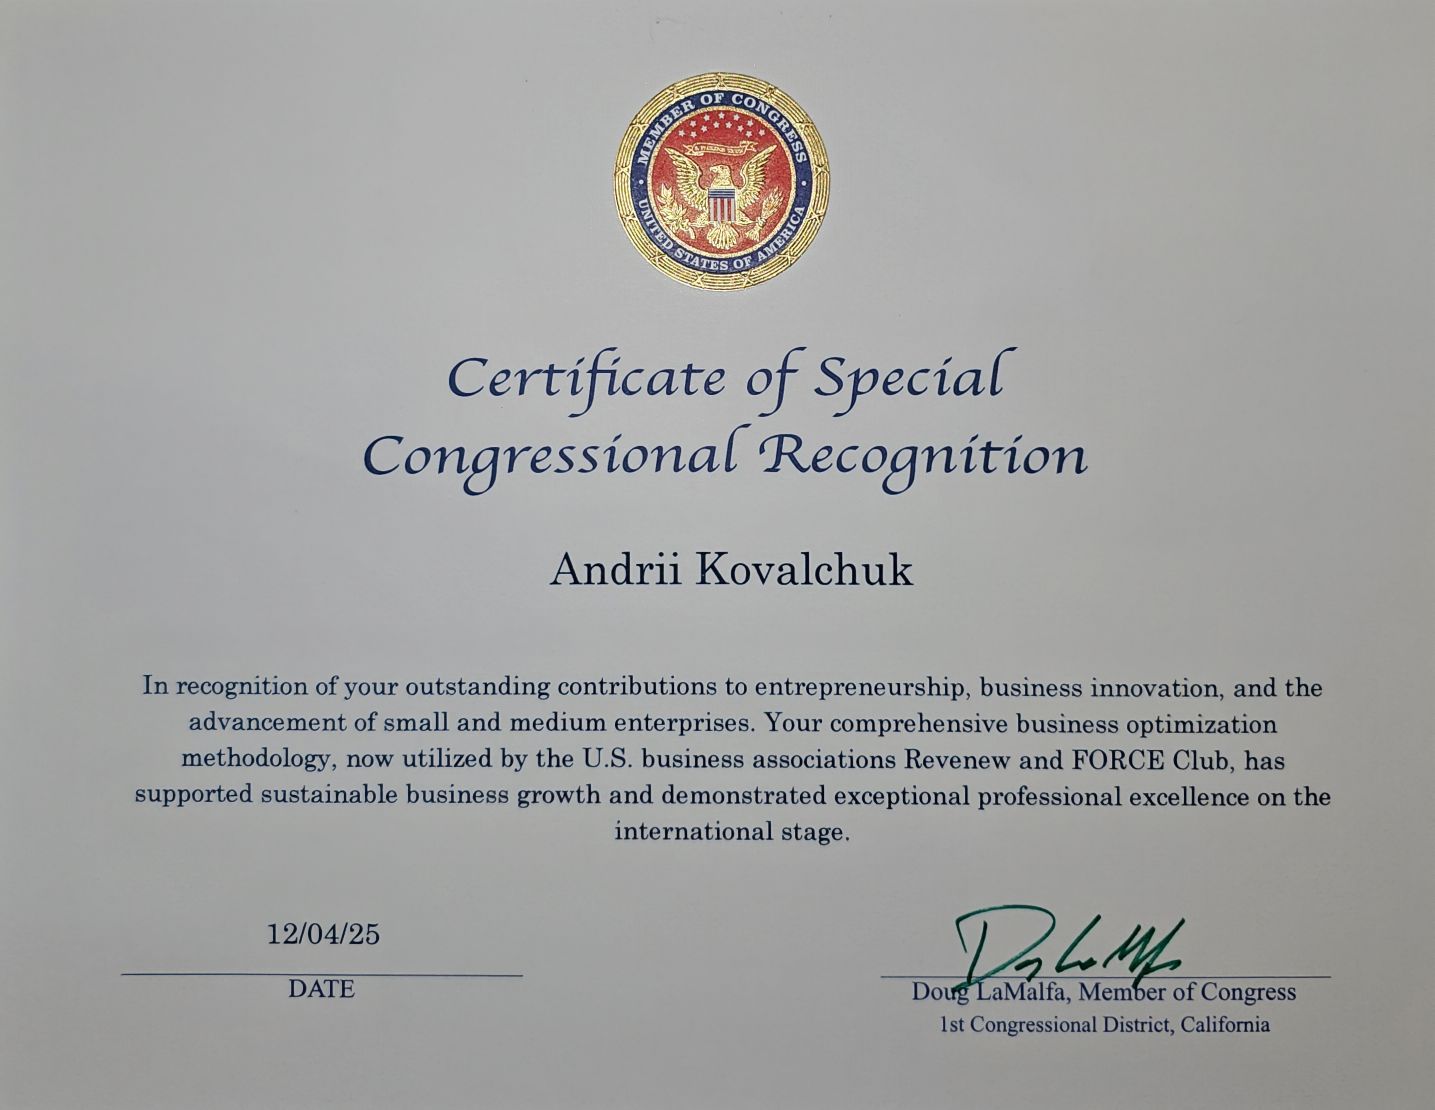 MEMBER OF CONGRESS
UNITED STATES OF AMERICA
Certificate of Special
Congressional Recognition
Andrii Kovalchuk
In recognition of your outstanding contributions to entrepreneurship, business innovation, and the
advancement of small and medium enterprises. Your comprehensive business optimization
methodology, now utilized by the U.S. business associations Revenew and FORCE Club, has
supported sustainable business growth and demonstrated exceptional professional excellence on the
international stage.
12/04/25
DATE
Doug LaMalfa
Doug LaMalfa, Member of Congress
1st Congressional District, California